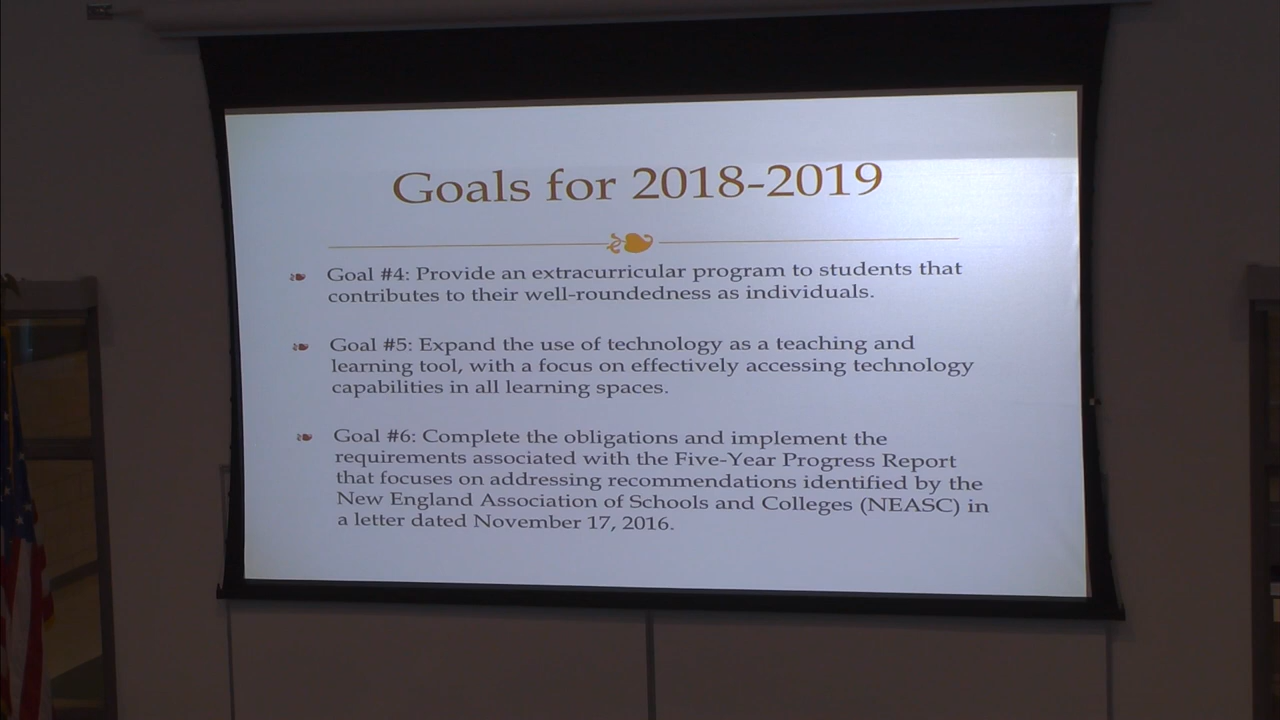 Goals for 2018-2019
Goal #4: Provide an extracurricular program to students that
contributes to their well-roundedness as individuals.
Goal #5: Expand the use of technology as a teaching and
learning tool, with a focus on effectively accessing technology
capabilities in all learning spaces.
Goal #6: Complete the obligations and implement the
requirements associated with the Five-Year Progress Report
that focuses on addressing recommendations identified by the
New England Association of Schools and Colleges (NEASC) in
a letter dated November 17, 2016.